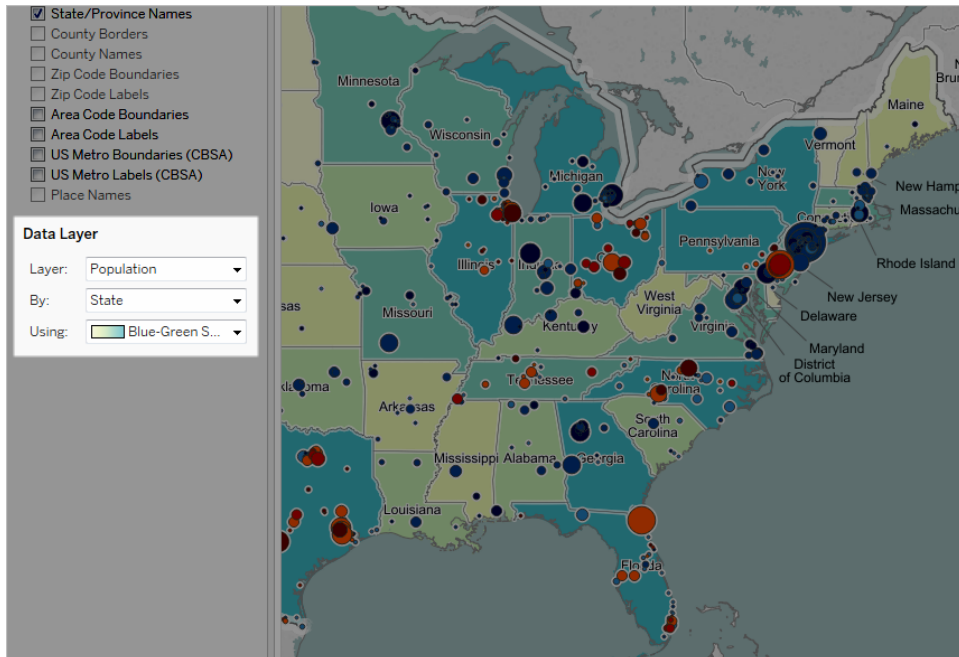 State/Province Names
County Borders
County Names
Zip Code Boundaries
Zip Code Labels
Area Code Boundaries
Area Code Labels
US Metro Boundaries (CBSA)
US Metro Labels (CBSA)
Place Names
Data Layer
Layer: Population
By: State
Using: Blue-Green S...
Minnesota
Wisconsin
Michigan
Iowa
Illinois
Missouri
Kentucky
Tennessee
Arkansas
Mississippi
Alabama
Georgia
Louisiana
Florida
South
Carolina
West
Virginia
Virginia
Pennsylvania
New
York
Vermont
Maine
New Hamp
Massachu
Rhode Island
New Jersey
Delaware
Maryland
District
of Columbia